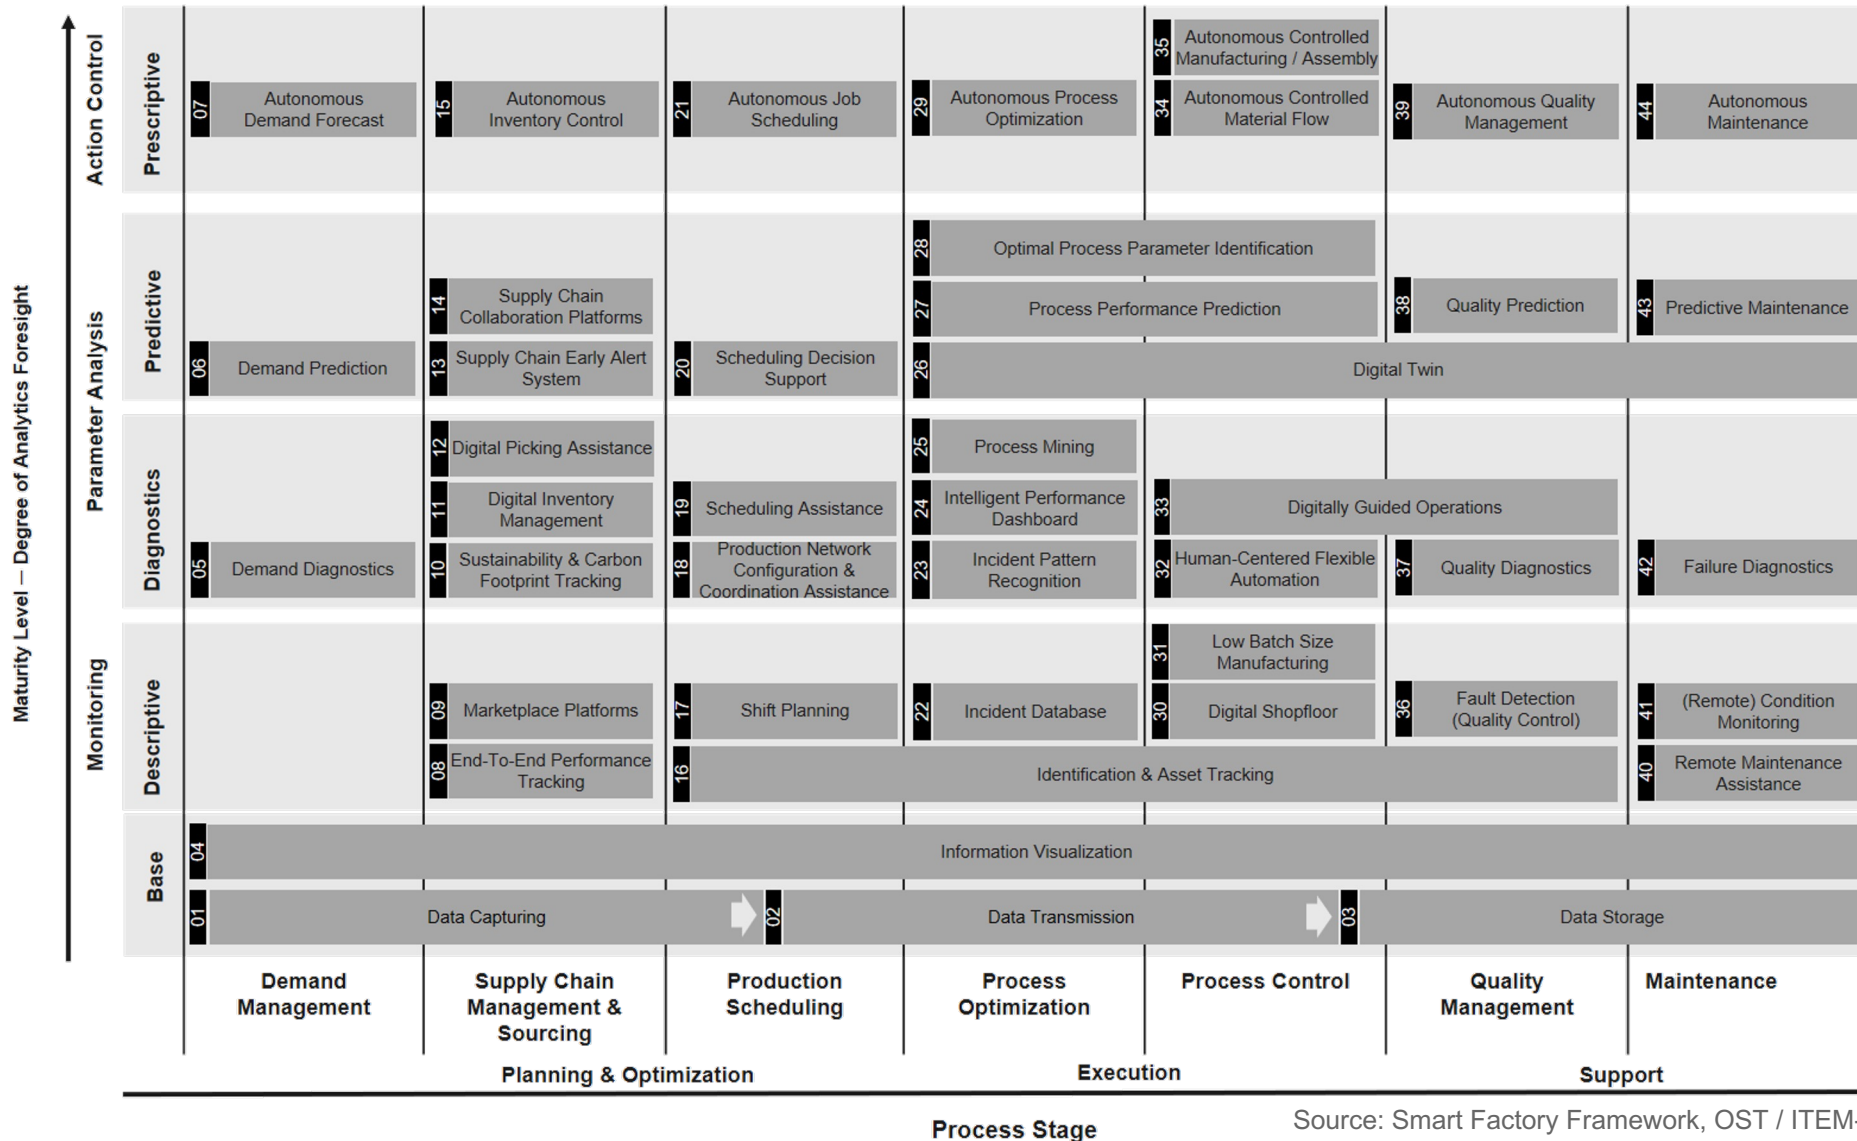 Maturity Level — Degree of Analytics Foresight
Action Control
Parameter Analysis
Monitoring
Prescriptive
07
Autonomous
Demand Forecast
15
Autonomous
Inventory Control
21
Autonomous Job
Scheduling
29
Autonomous Process
Optimization
35
Autonomous Controlled
Manufacturing / Assembly
34
Autonomous Controlled
Material Flow
39
Autonomous Quality
Management
44
Autonomous
Maintenance
Predictive
28
Optimal Process Parameter Identification
14
Supply Chain
Collaboration Platforms
27
Process Performance Prediction
38
Quality Prediction
43
Predictive Maintenance
06
Demand Prediction
13
Supply Chain Early Alert
System
20
Scheduling Decision
Support
26
Digital Twin
Diagnostics
12
Digital Picking Assistance
25
Process Mining
11
Digital Inventory
Management
19
Scheduling Assistance
24
Intelligent Performance
Dashboard
33
Digitally Guided Operations
05
Demand Diagnostics
10
Sustainability & Carbon
Footprint Tracking
18
Production Network
Configuration &
Coordination Assistance
23
Incident Pattern
Recognition
32
Human-Centered Flexible
Automation
37
Quality Diagnostics
42
Failure Diagnostics
Descriptive
31
Low Batch Size
Manufacturing
09
Marketplace Platforms
17
Shift Planning
22
Incident Database
30
Digital Shopfloor
36
Fault Detection
(Quality Control)
41
(Remote) Condition
Monitoring
08
End-To-End Performance
Tracking
16
Identification & Asset Tracking
40
Remote Maintenance
Assistance
Base
04
Information Visualization
01
Data Capturing
02
Data Transmission
03
Data Storage
Demand
Management
Supply Chain
Management &
Sourcing
Production
Scheduling
Process
Optimization
Process Control
Quality
Management
Maintenance
Planning & Optimization
Execution
Support
Process Stage
Source: Smart Factory Framework, OST / ITEM-